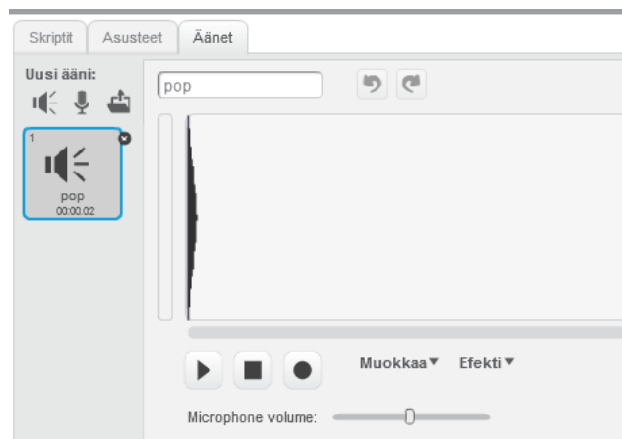 Skriptit Asusteet Äänet
Uusi ääni:
pop
1
pop
00:00.02
Muokkaa Efekti
Microphone volume: